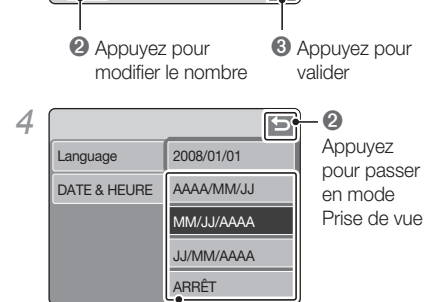 ❷ Appuyez pour
modifier le nombre
❸ Appuyez pour
valider
4
Language
2008/01/01
DATE & HEURE
AAAA/MM/JJ
MM/JJ/AAAA
JJ/MM/AAAA
ARRÊT
❷
Appuyez
pour passer
en mode
Prise de vue